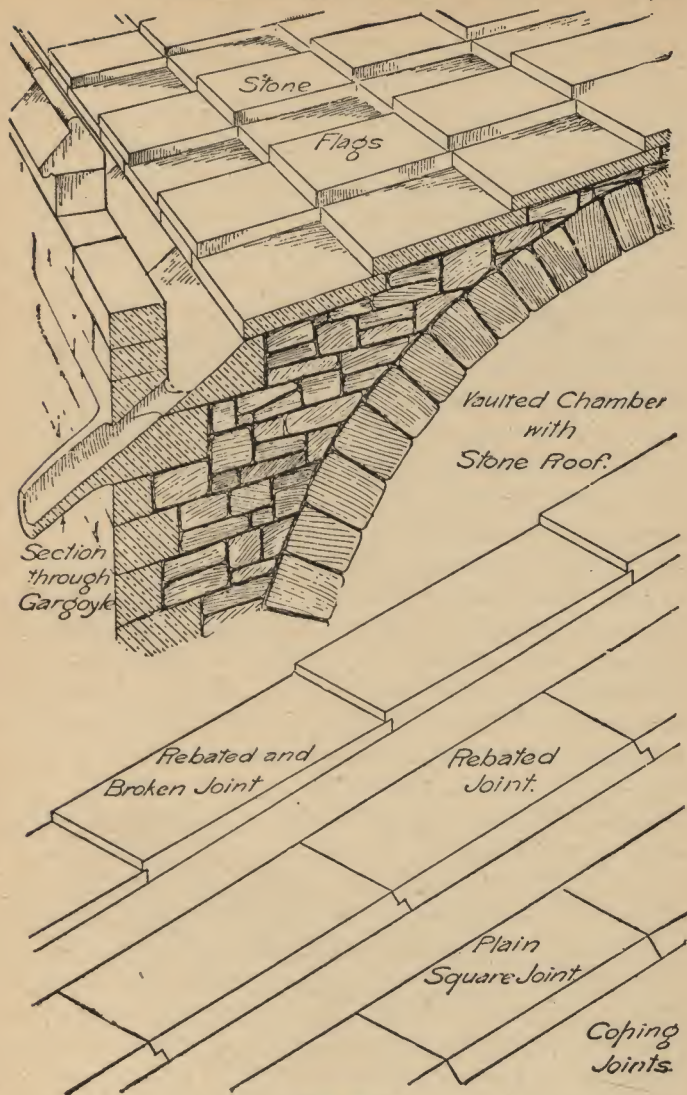 Stone
Flags
Vaulted Chamber
with
Stone Roof.
Section
through
Gargoyle
Rebated and
Broken Joint
Rebated
Joint.
Plain
Square Joint
Coping
Joints.